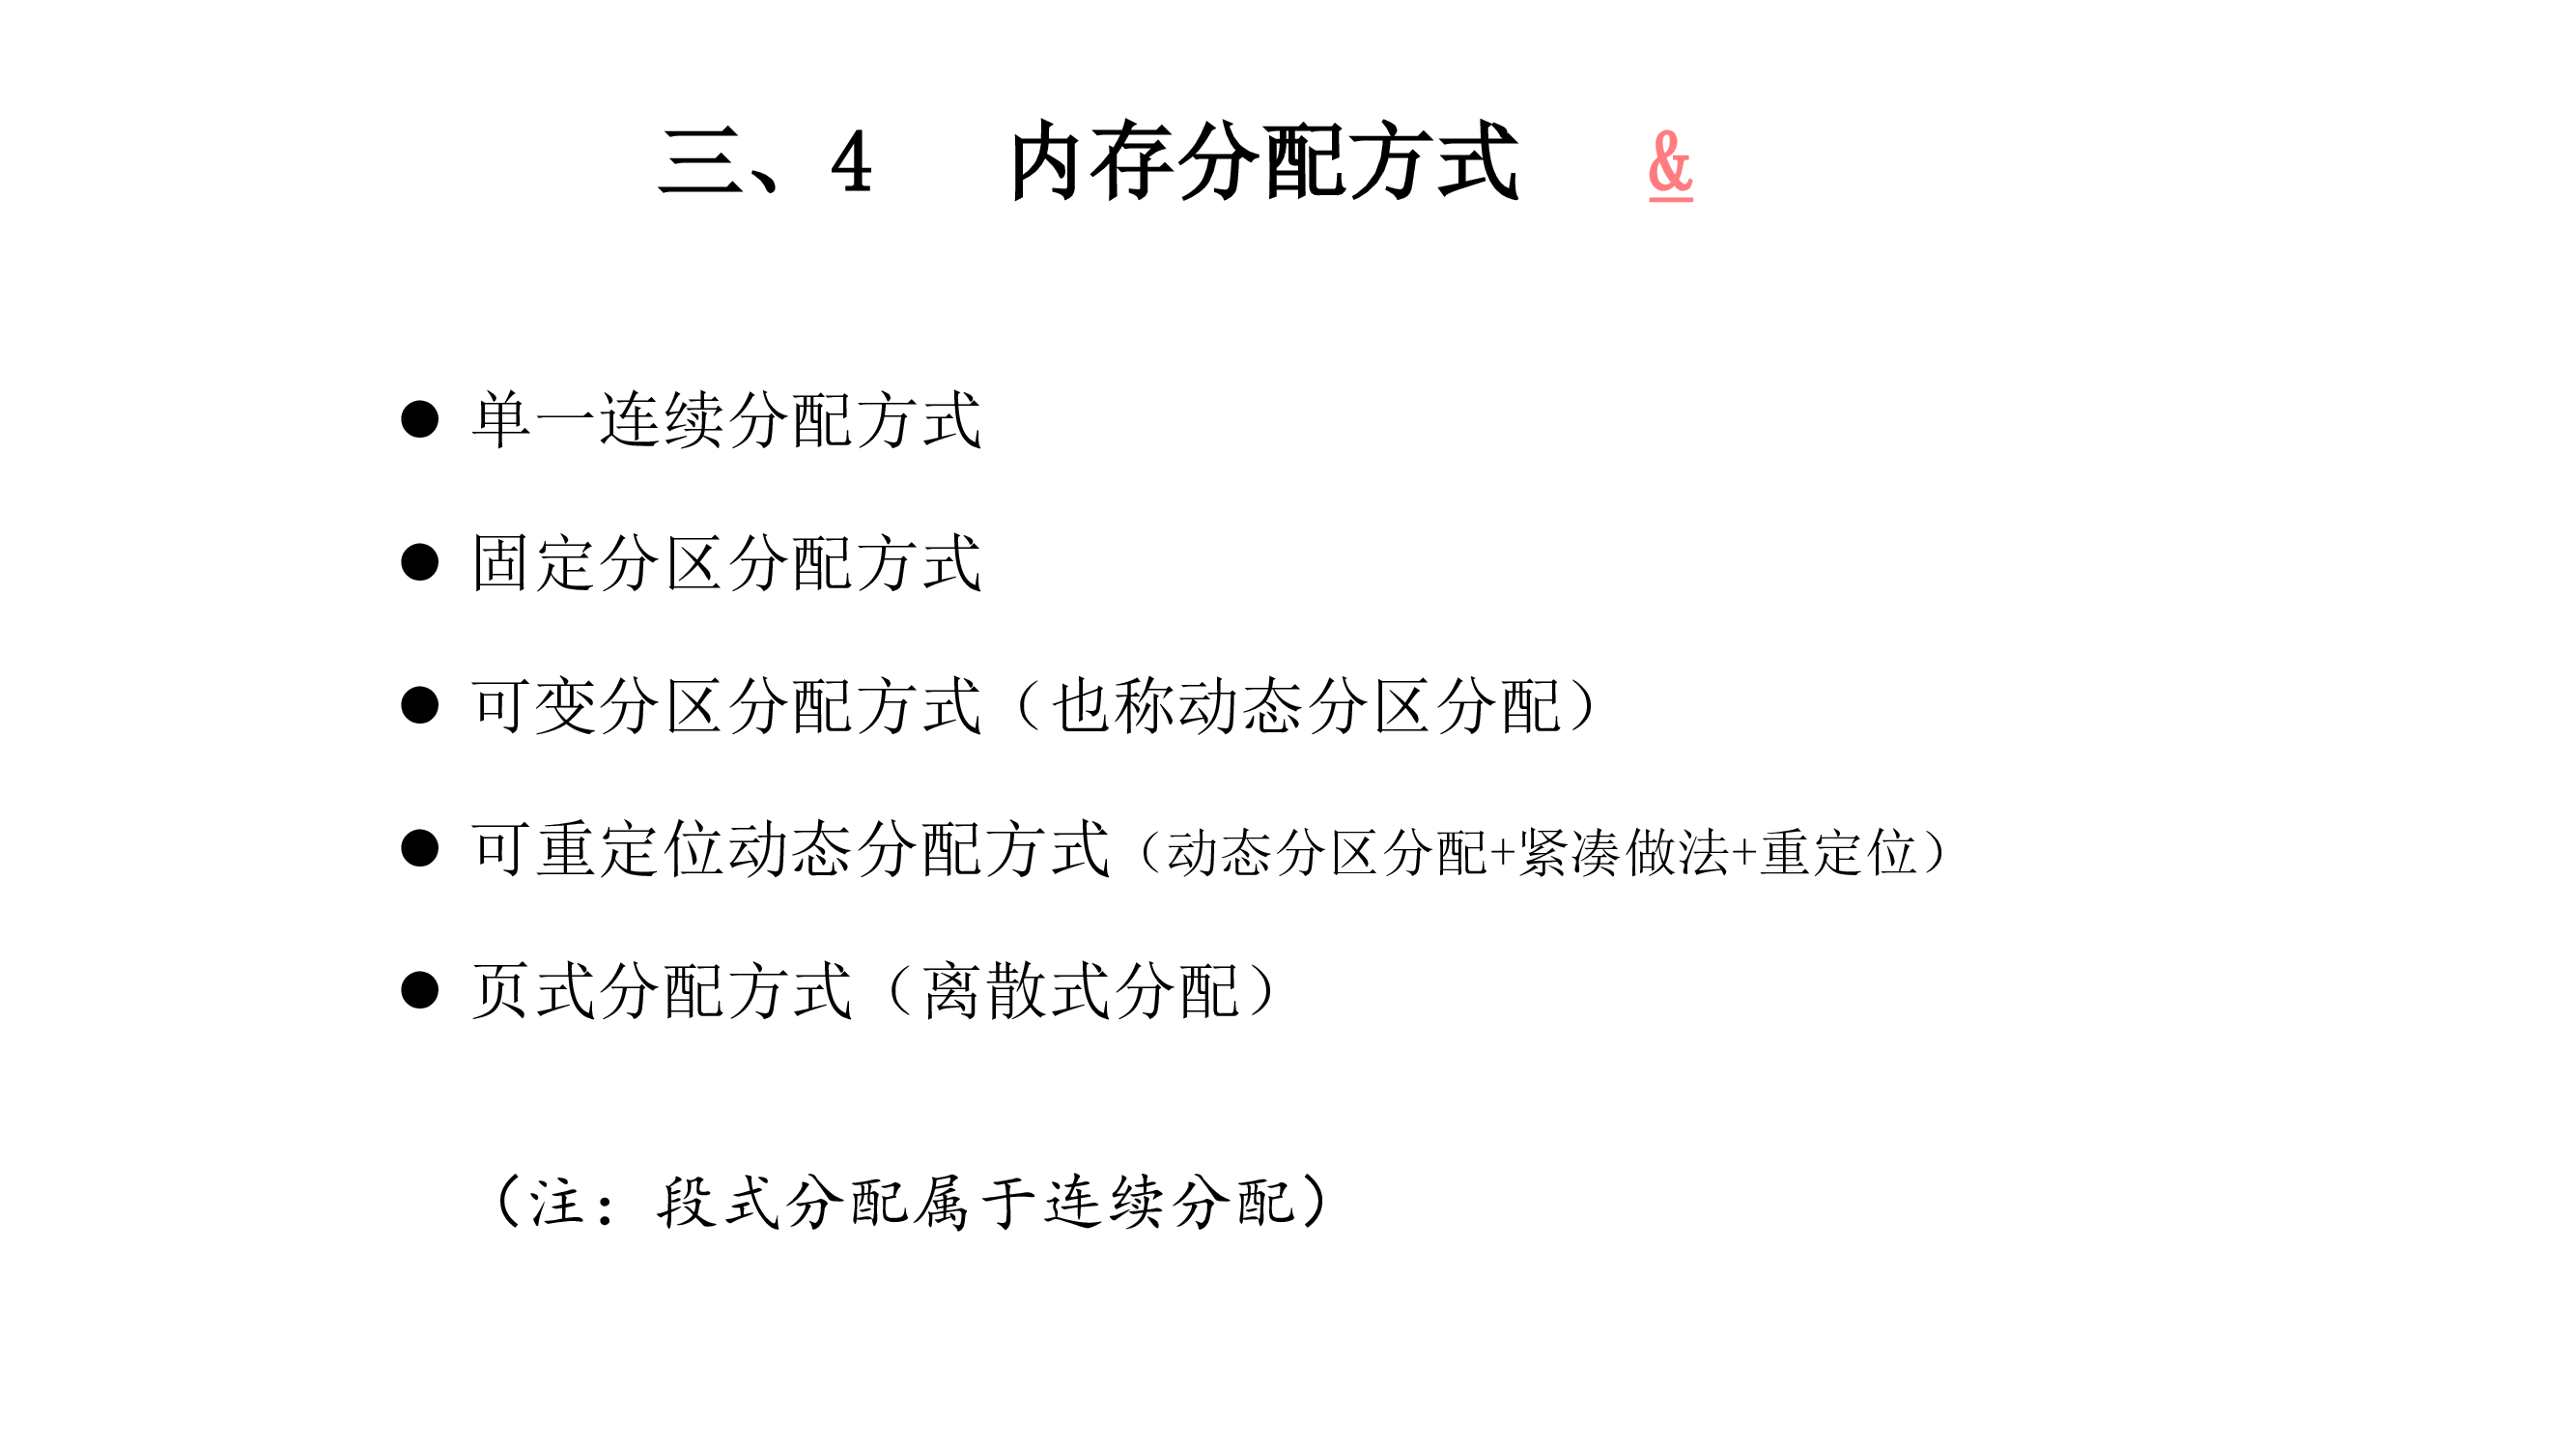 三、4 内存分配方式 &
● 单一连续分配方式
● 固定分区分配方式
● 可变分区分配方式（也称动态分区分配）
● 可重定位动态分配方式（动态分区分配+紧凑做法+重定位）
● 页式分配方式（离散式分配）
（注：段式分配属于连续分配）